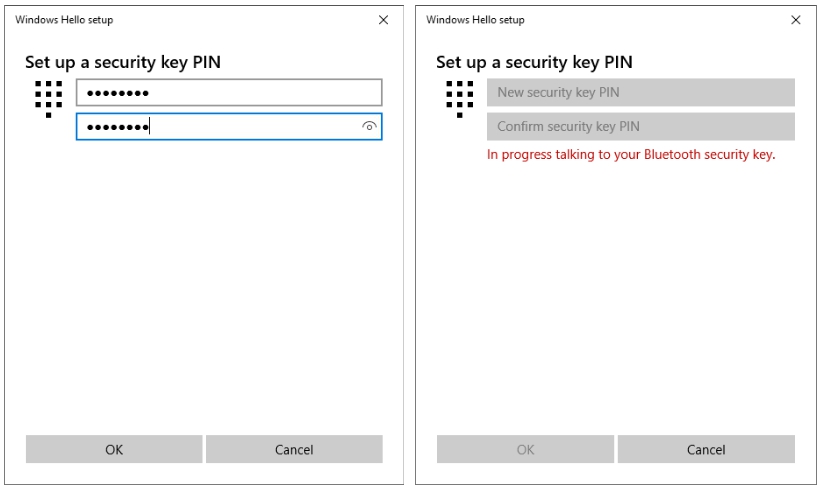 Windows Hello setup
Set up a security key PIN
●●●●●●●●
●●●●●●●●
OK
Cancel
Windows Hello setup
Set up a security key PIN
New security key PIN
Confirm security key PIN
In progress talking to your Bluetooth security key.
OK
Cancel